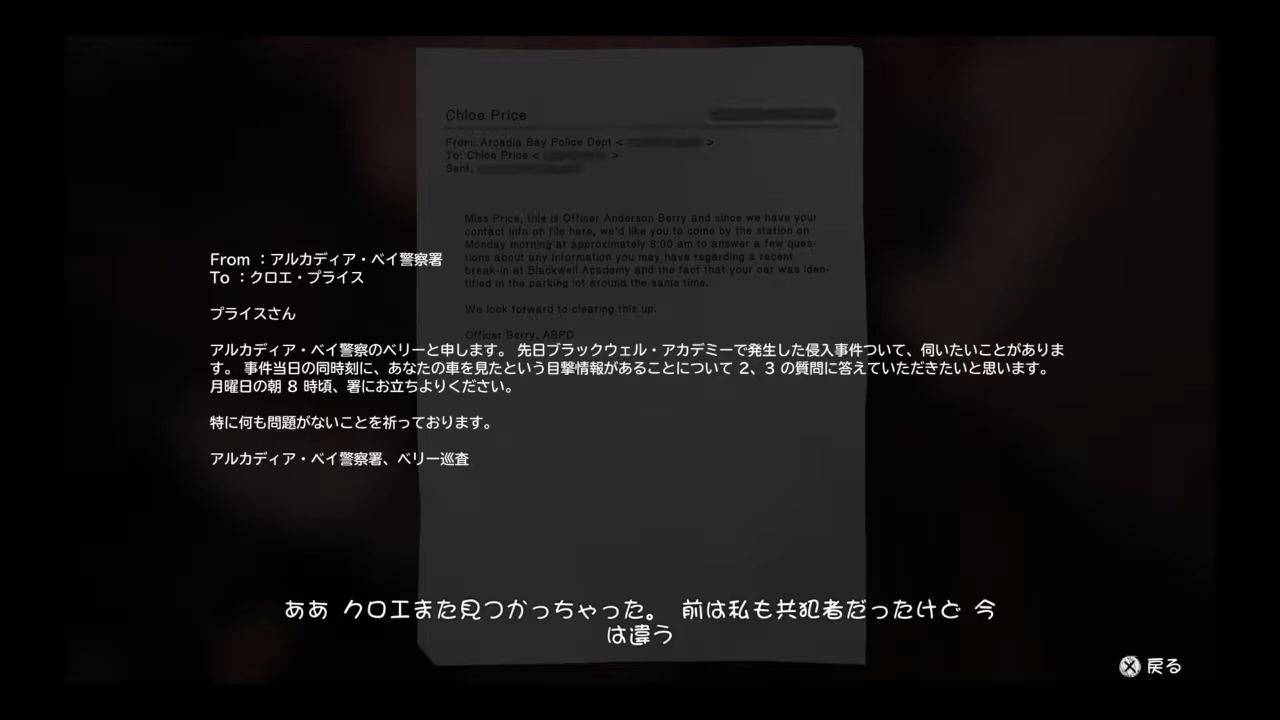 Chloe Price
From: Arcadia Bay Police Dept < >
To: Chloe Price < >
Sent:
Miss Price, this is Officer Anderson Berry and since we have your
contact info on file here, we'd like you to come by the station on
Monday morning at approximately 8:00 am to answer a few ques-
tions about any information you may have regarding a recent
break-in at Blackwell Academy and the fact that your car was iden-
tified in the parking lot around the same time.
We look forward to clearing this up.
Officer Berry, ABPD
From ：アルカディア・ベイ警察署
To ：クロエ・プライス
プライスさん
アルカディア・ベイ警察のベリーと申します。 先日ブラックウェル・アカデミーで発生した侵入事件ついて、伺いたいことがありま
す。 事件当日の同時刻に、あなたの車を見たという目撃情報があることについて 2、3 の質問に答えていただきたいと思います。
月曜日の朝 8 時頃、署にお立ちよりください。
特に何も問題がないことを祈っております。
アルカディア・ベイ警察署、ベリー巡査
ああ クロエまた見つかっちゃった。 前は私も共犯者だったけど 今
は違う
戻る